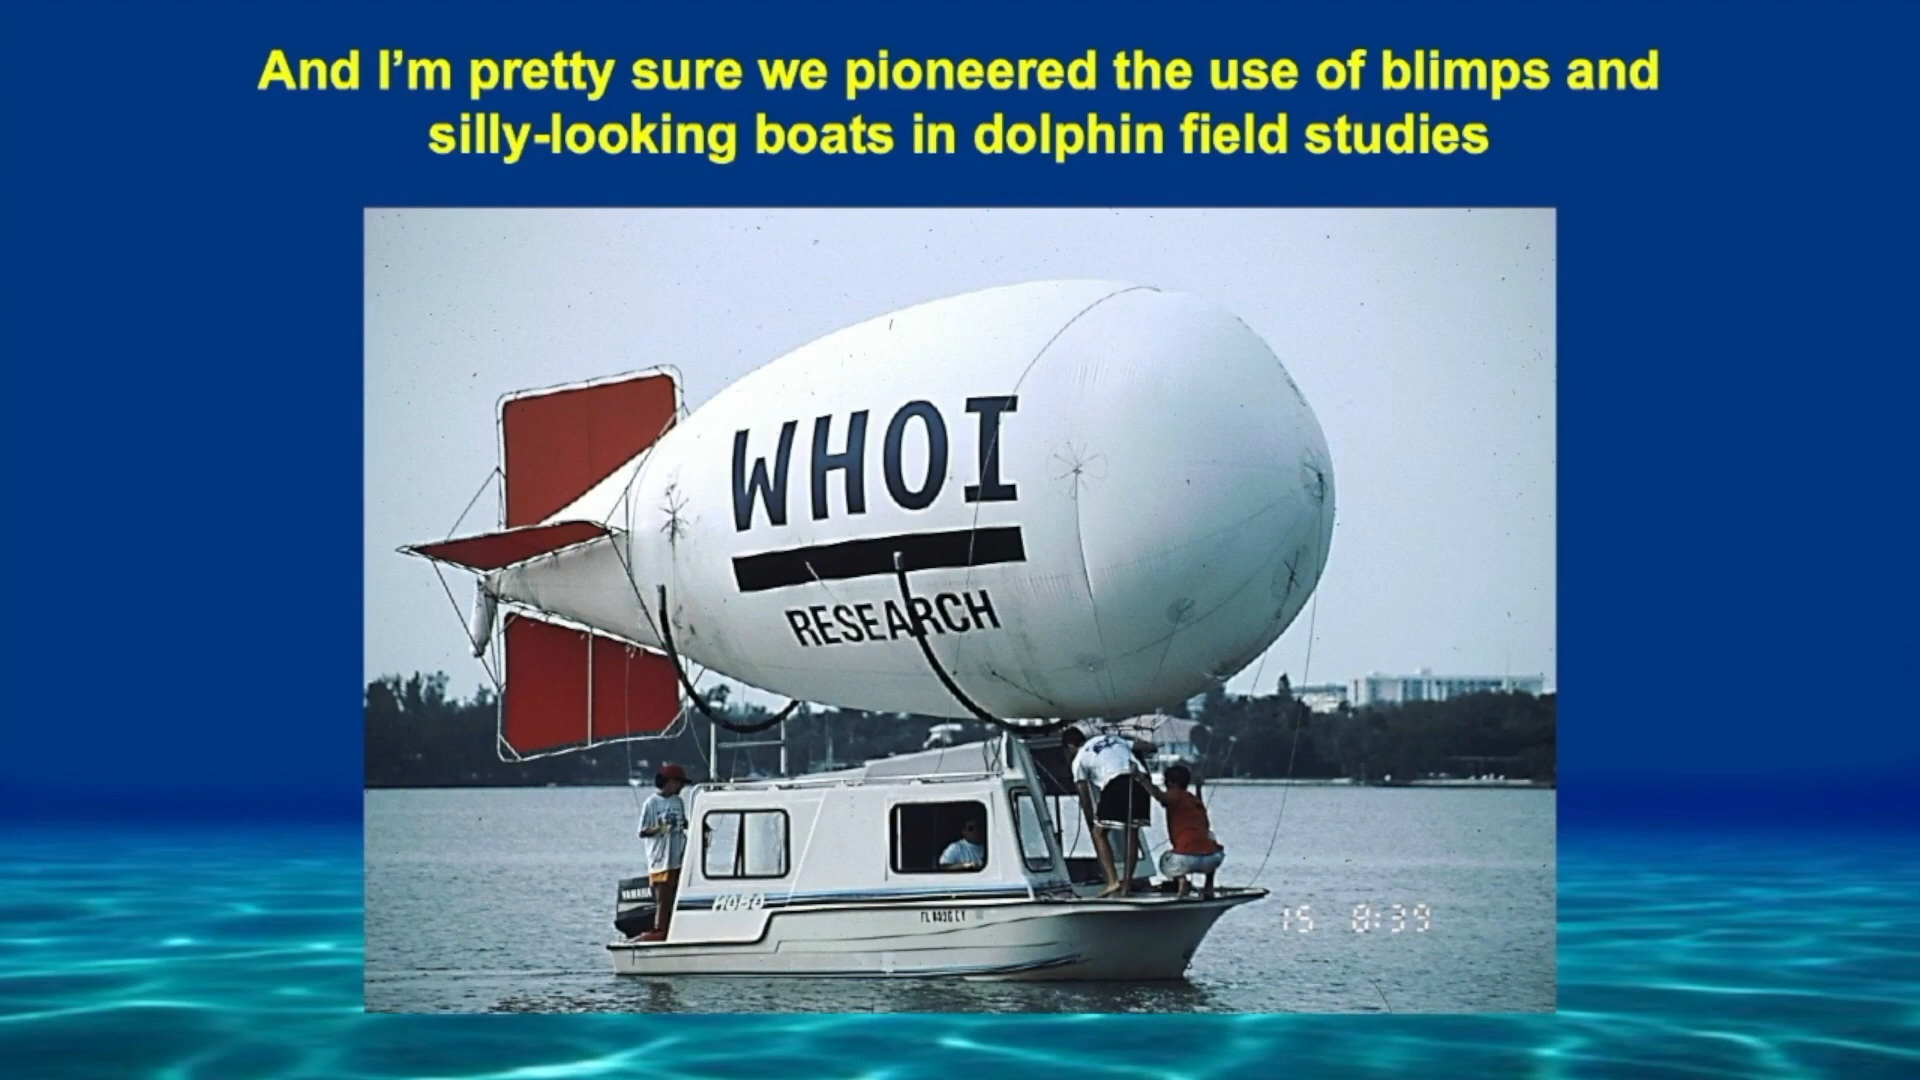 And I'm pretty sure we pioneered the use of blimps and
silly-looking boats in dolphin field studies
WHOI
RESEARCH
YAMAHA
15 8:39